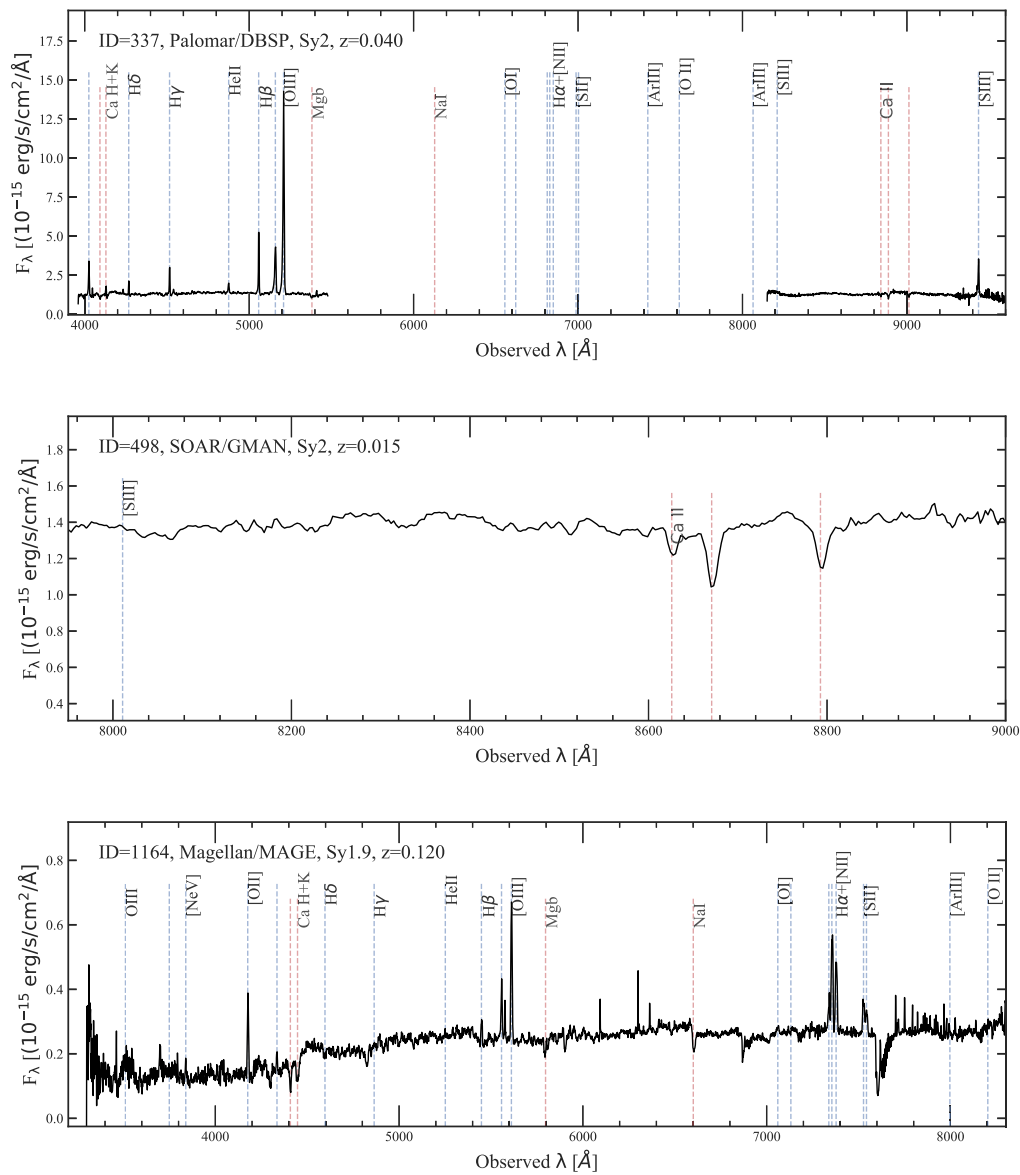 ID=337, Palomar/DBSP, Sy2, z=0.040
Ca H+K
Hδ
Hγ
HeII
Hβ
[OIII]
Mgb
NaI
[OI]
Hα+[NII]
[SII]
[ArIII]
[O II]
[ArIII]
[SIII]
Ca II
[SIII]
17.5
15.0
12.5
10.0
7.5
5.0
2.5
0.0
F_λ [(10^−15 erg/s/cm²/Å]
4000 5000 6000 7000 8000 9000
Observed λ [Å]
ID=498, SOAR/GMAN, Sy2, z=0.015
[SIII]
Ca II
1.8
1.6
1.4
1.2
1.0
0.8
0.6
0.4
F_λ [(10^−15 erg/s/cm²/Å]
8000 8200 8400 8600 8800 9000
Observed λ [Å]
ID=1164, Magellan/MAGE, Sy1.9, z=0.120
OIII
[NeV]
[OII]
Ca H+K
Hδ
Hγ
HeII
Hβ
[OIII]
Mgb
NaI
[OI]
Hα+[NII]
[SII]
[ArIII]
[O II]
0.8
0.6
0.4
0.2
0.0
F_λ [(10^−15 erg/s/cm²/Å]
4000 5000 6000 7000 8000
Observed λ [Å]